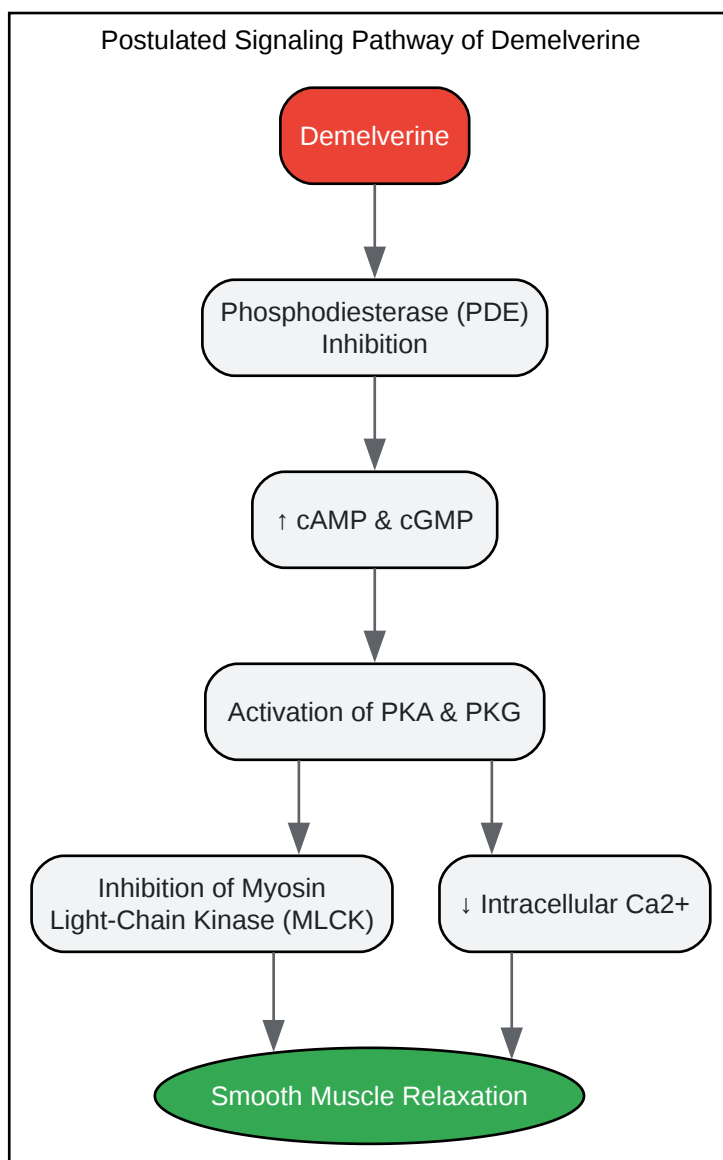 Postulated Signaling Pathway of Demelverine
Demelverine
Phosphodiesterase (PDE)
Inhibition
↑ cAMP & cGMP
Activation of PKA & PKG
Inhibition of Myosin
Light-Chain Kinase (MLCK)
↓ Intracellular Ca2+
Smooth Muscle Relaxation